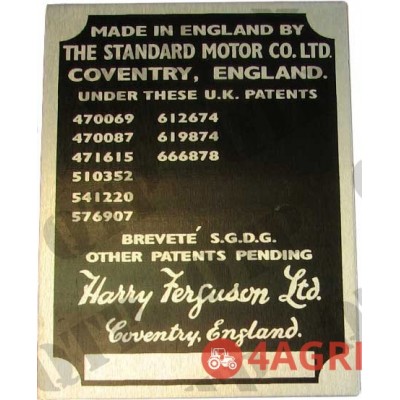 MADE IN ENGLAND BY
THE STANDARD MOTOR CO. LTD.
COVENTRY, ENGLAND.
UNDER THESE U.K. PATENTS
470069 612674
470087 619874
471615 666878
510352
541220
576907
BREVETÉ S.G.D.G.
OTHER PATENTS PENDING
Harry Ferguson Ltd.
Coventry, England.
4AGRI